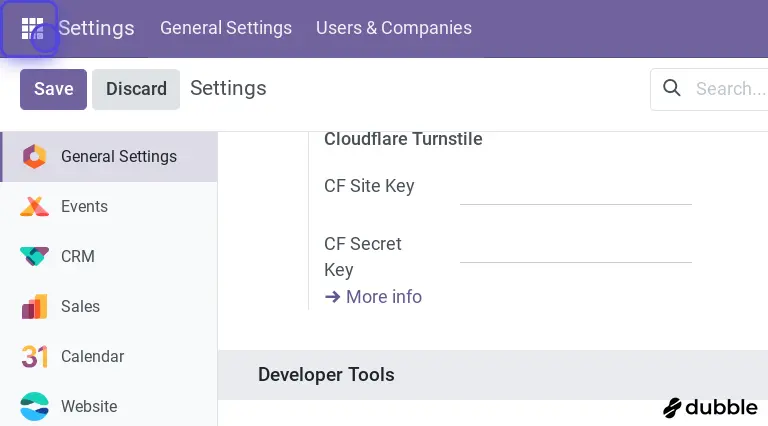 Settings General Settings Users & Companies
Save Discard Settings Search...
General Settings
Events
CRM
Sales
31 Calendar
Website
Cloudflare Turnstile
CF Site Key
CF Secret
Key
→ More info
Developer Tools
dubble